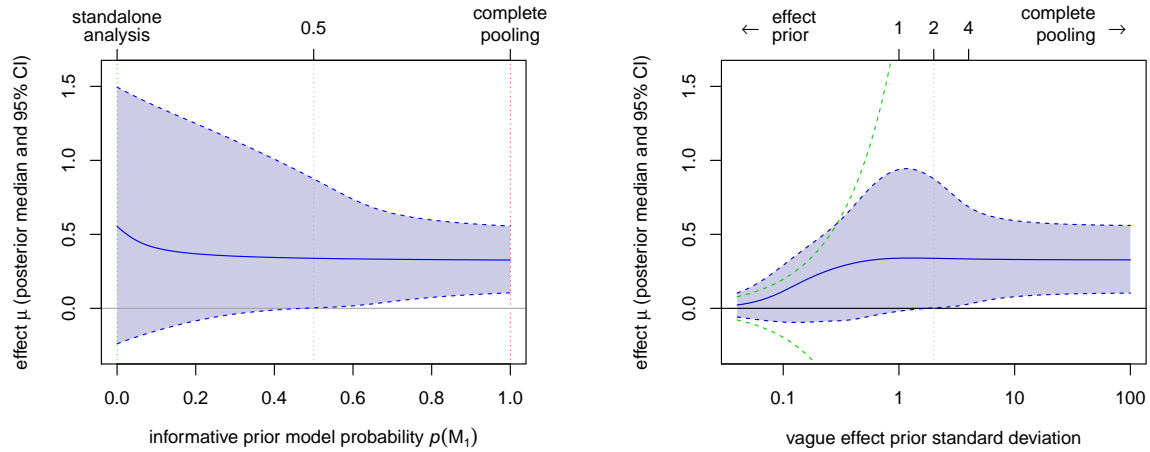 standalone
analysis
0.5
complete
pooling
effect μ (posterior median and 95% CI)
1.5
1.0
0.5
0.0
0.0 0.2 0.4 0.6 0.8 1.0
informative prior model probability p(M₁)
← effect
prior
1 2 4
complete
pooling →
effect μ (posterior median and 95% CI)
1.5
1.0
0.5
0.0
0.1 1 10 100
vague effect prior standard deviation